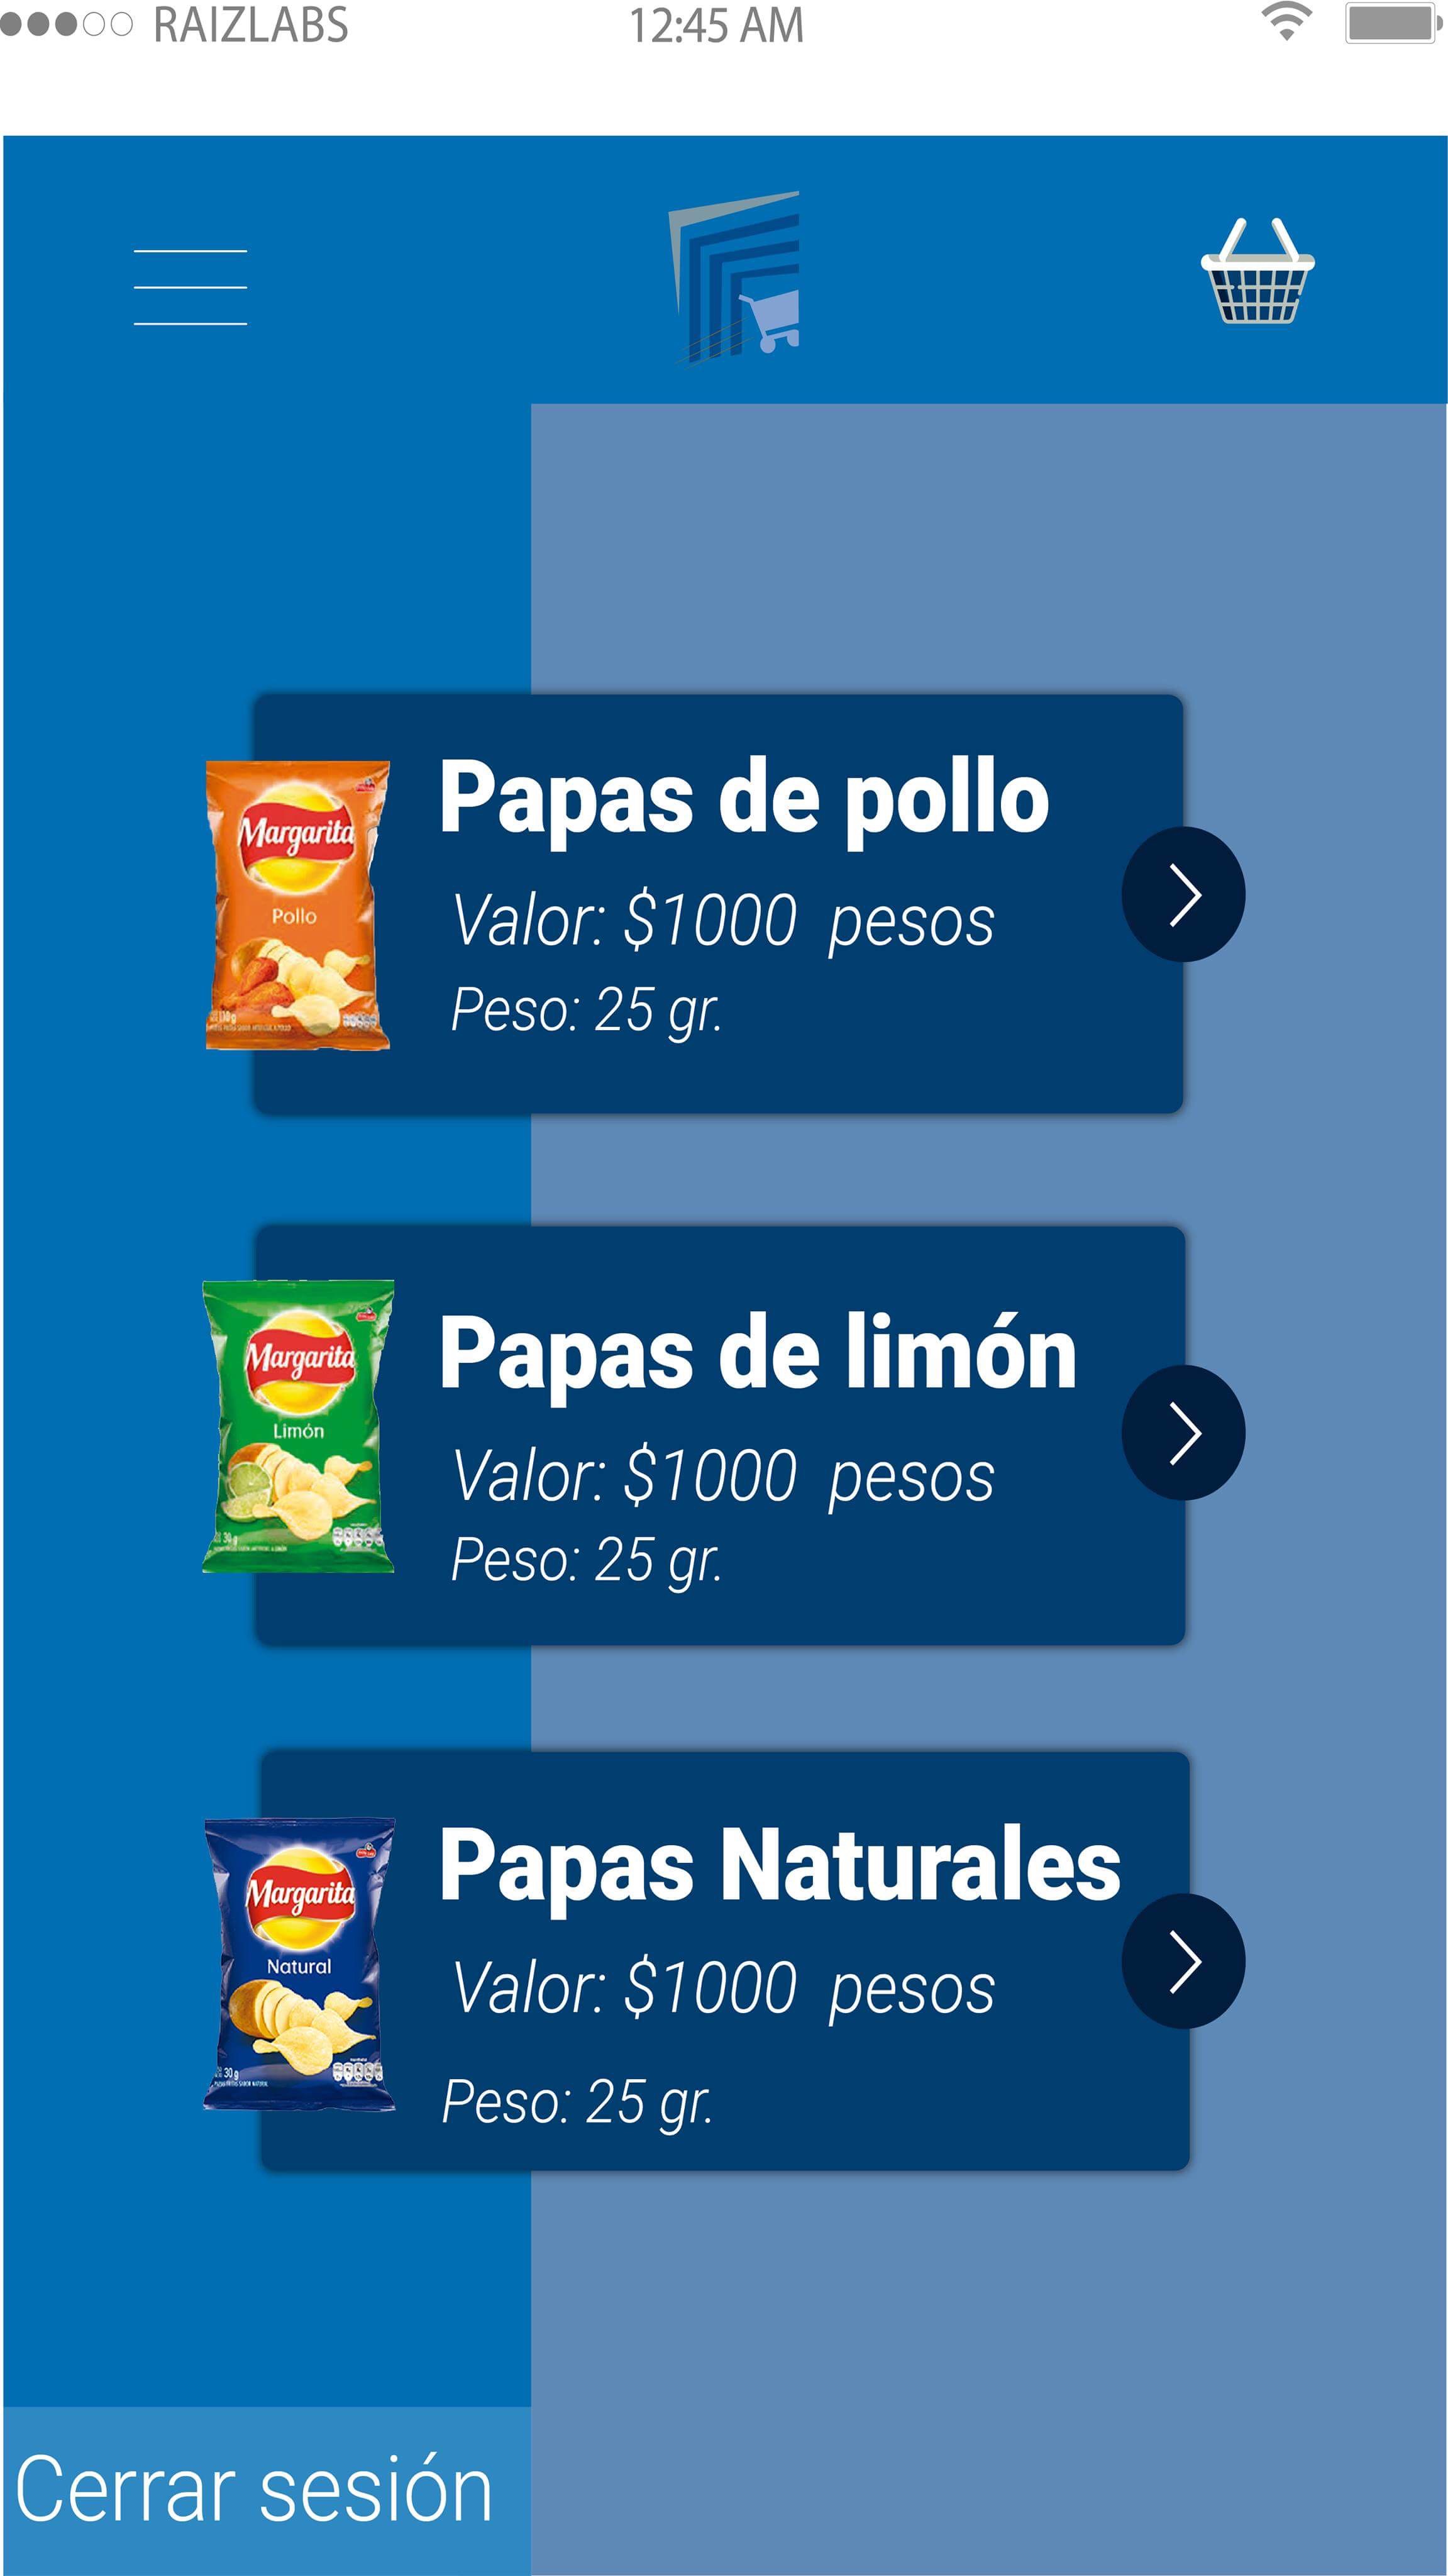 RAIZLABS
12:45 AM
Papas de pollo
Margarita
Pollo
Valor: $1000 pesos
Peso: 25 gr.
Papas de limón
Margarita
Limón
Valor: $1000 pesos
Peso: 25 gr.
30 g
Papas Naturales
Margarita
Natural
Valor: $1000 pesos
Peso: 25 gr.
30 g
Cerrar sesión